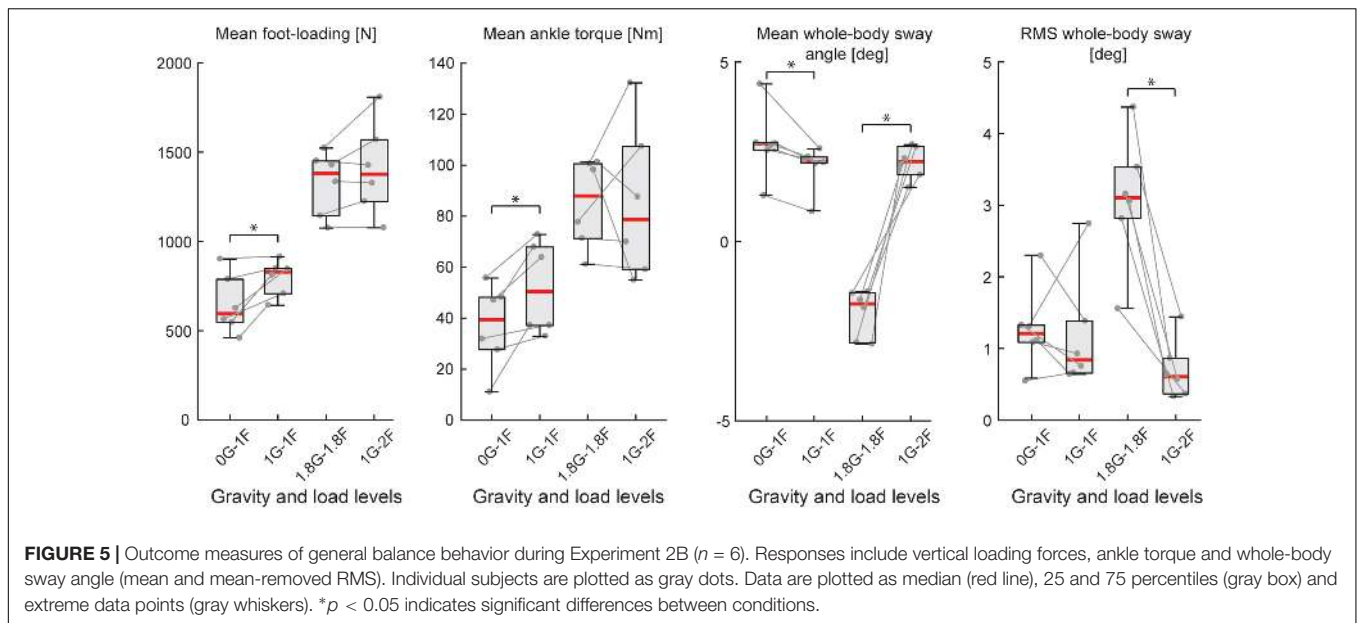 Mean foot-loading [N]
2000
1500
1000
500
0
*
0G-1F
1G-1F
1.8G-1.8F
1G-2F
Gravity and load levels
Mean ankle torque [Nm]
140
120
100
80
60
40
20
0
*
0G-1F
1G-1F
1.8G-1.8F
1G-2F
Gravity and load levels
Mean whole-body sway
angle [deg]
5
0
-5
*
*
0G-1F
1G-1F
1.8G-1.8F
1G-2F
Gravity and load levels
RMS whole-body sway
[deg]
5
4
3
2
1
0
*
0G-1F
1G-1F
1.8G-1.8F
1G-2F
Gravity and load levels
FIGURE 5 | Outcome measures of general balance behavior during Experiment 2B (n = 6). Responses include vertical loading forces, ankle torque and whole-body
sway angle (mean and mean-removed RMS). Individual subjects are plotted as gray dots. Data are plotted as median (red line), 25 and 75 percentiles (gray box) and
extreme data points (gray whiskers). *p < 0.05 indicates significant differences between conditions.